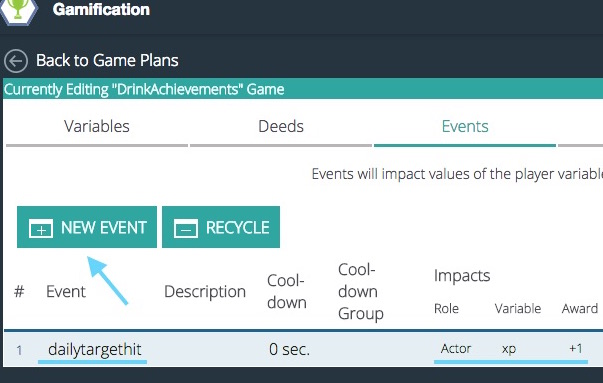 Gamification
Back to Game Plans
Currently Editing "DrinkAchievements" Game
Variables Deeds Events
Events will impact values of the player variable
NEW EVENT RECYCLE
# Event Description Cool-down Cool-down Group Impacts
Role Variable Award
1 dailytargethit 0 sec. Actor xp +1